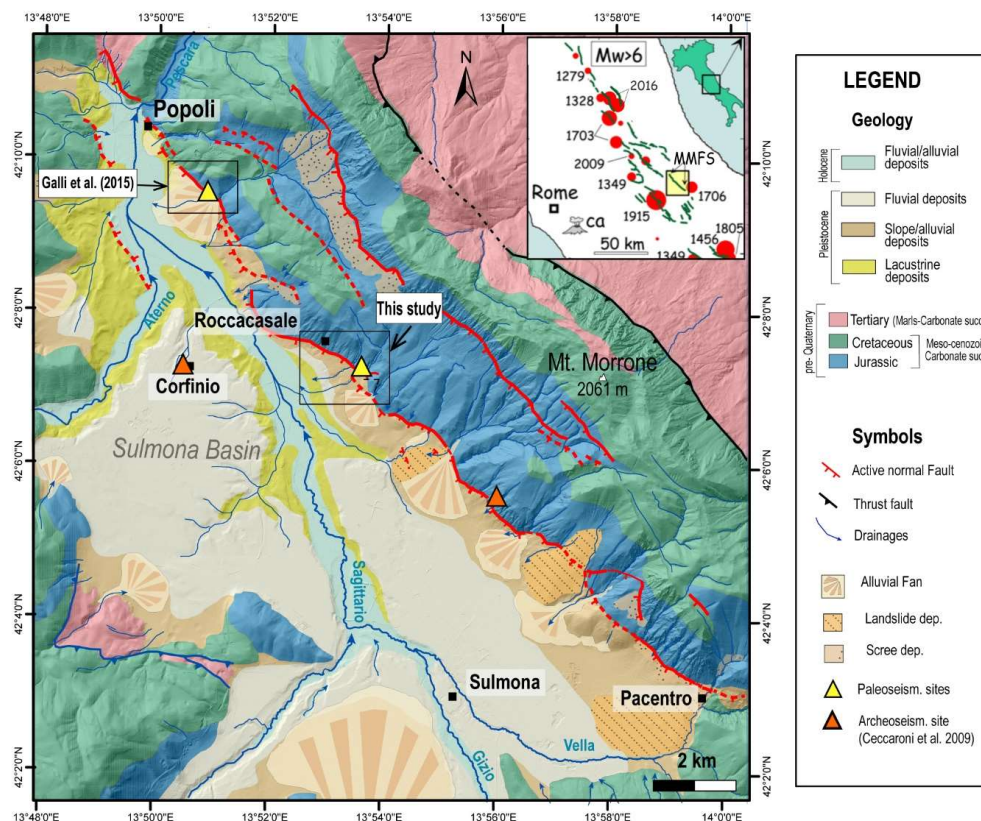 13°50'0"E
13°52'0"E
13°54'0"E
13°56'0"E
13°58'0"E
14°0'0"E
42°10'0"N
42°8'0"N
42°6'0"N
42°4'0"N
42°2'0"N
Pescara
Popoli
Galli et al. (2015)
N
Mw>6
1279
1328
2016
1703
2009
1349
MMFS
1706
Rome
ca
1915
1805
1456
1349
50 km
Aterno
Roccacasale
This study
Corfinio
Mt. Morrone
2061 m
Sulmona Basin
Sagittario
Sulmona
Pacentro
Vella
Gizio
2 km
42°10'0"N
42°8'0"N
42°6'0"N
42°4'0"N
42°2'0"N
13°48'0"E
13°50'0"E
13°52'0"E
13°54'0"E
13°56'0"E
13°58'0"E
14°0'0"E
LEGEND
Geology
Holocene
Fluvial/alluvial
deposits
Pleistocene
Fluvial deposits
Slope/alluvial
deposits
Lacustrine
deposits
pre-Quaternary
Tertiary (Marls-Carbonate succ
Cretaceous
Jurassic
Meso-cenozoi
Carbonate suc
Symbols
Active normal Fault
Thrust fault
Drainages
Alluvial Fan
Landslide dep.
Scree dep.
Paleoseism. sites
Archeoseism. site
(Ceccaroni et al. 2009)